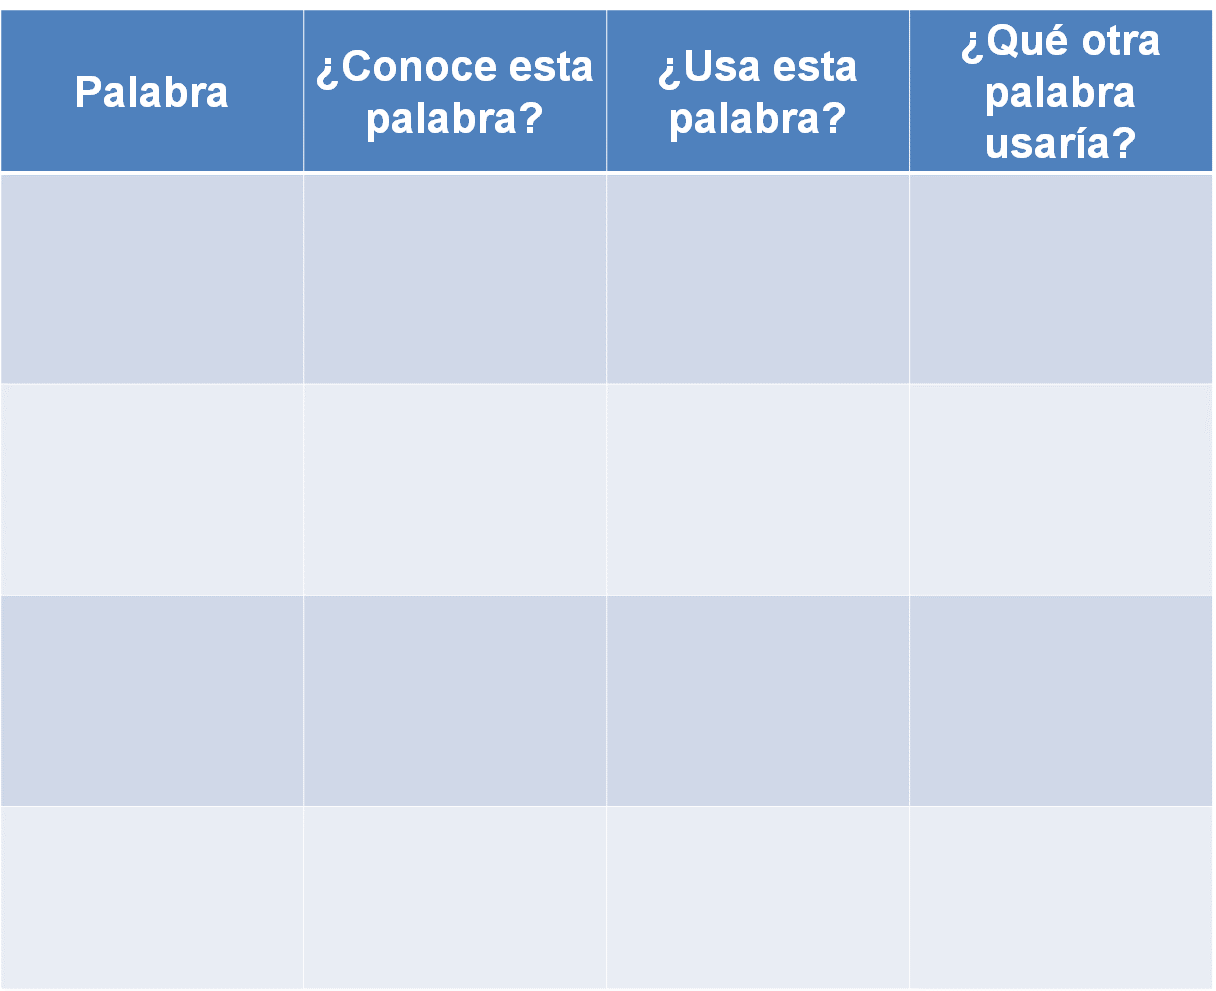 Palabra
¿Conoce esta
palabra?
¿Usa esta
palabra?
¿Qué otra
palabra
usaría?